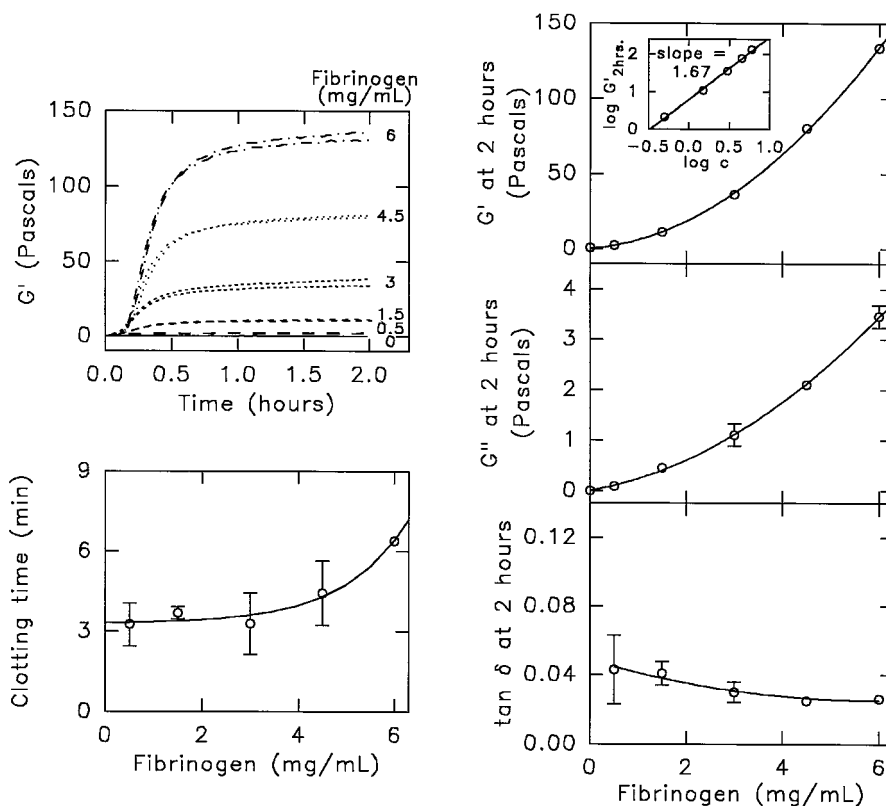 Fibrinogen
(mg/mL)
150
100
50
0
G' (Pascals)
6
4.5
3
1.5
0.5
0
0.0 0.5 1.0 1.5 2.0
Time (hours)
9
6
3
0
Clotting time (min)
0 2 4 6
Fibrinogen (mg/mL)
150
100
50
0
G' at 2 hours
(Pascals)
slope =
1.67
2
1
0
log G'2hrs.
−0.5 0.0 0.5 1.0
log c
4
3
2
1
0
G'' at 2 hours
(Pascals)
0.12
0.08
0.04
0.00
tan δ at 2 hours
0 2 4 6
Fibrinogen (mg/mL)